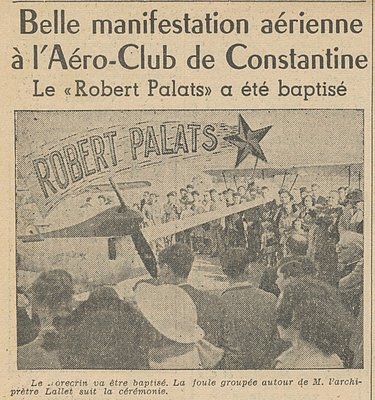 Belle manifestation aérienne
à l'Aéro-Club de Constantine
Le «Robert Palats» a été baptisé
ROBERT PALATS
Le va être baptisé. La foule groupée autour de M. l'archi-
prêtre Lallet suit la cérémonie.